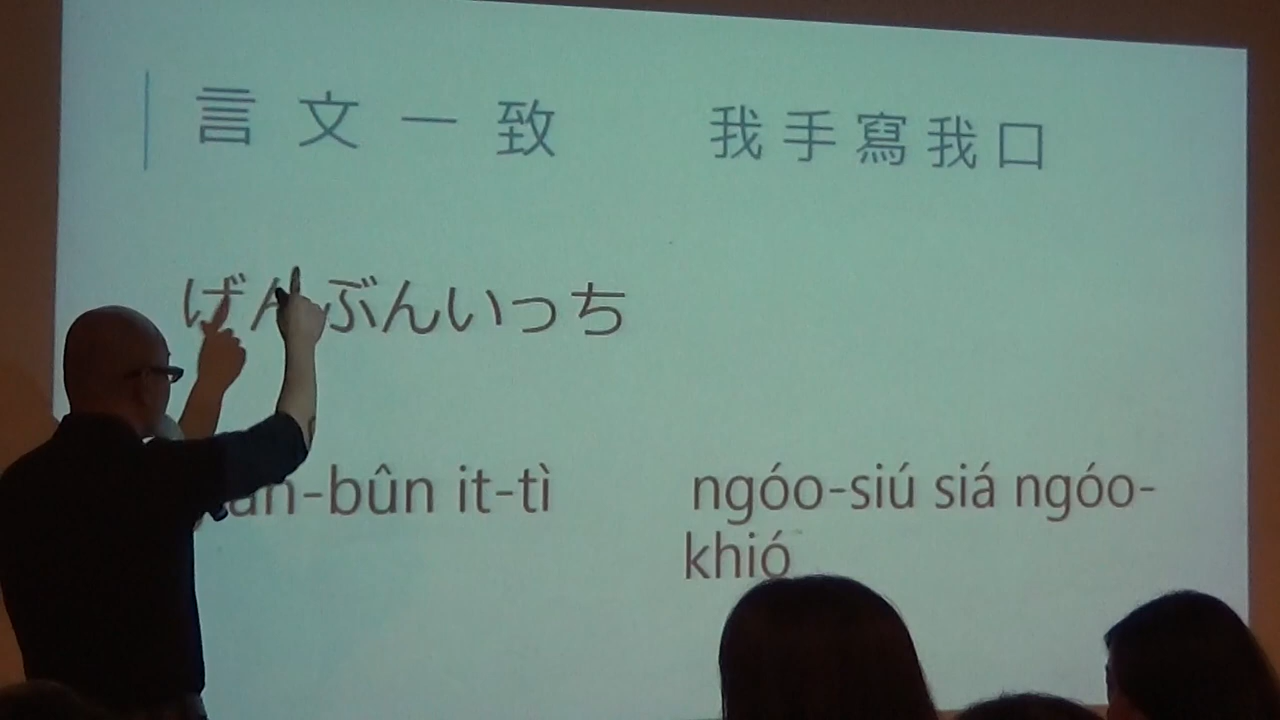 言文一致 我手寫我口
げんぶんいっち
-bûn it-tì ngóo-siú siá ngóo-
khió